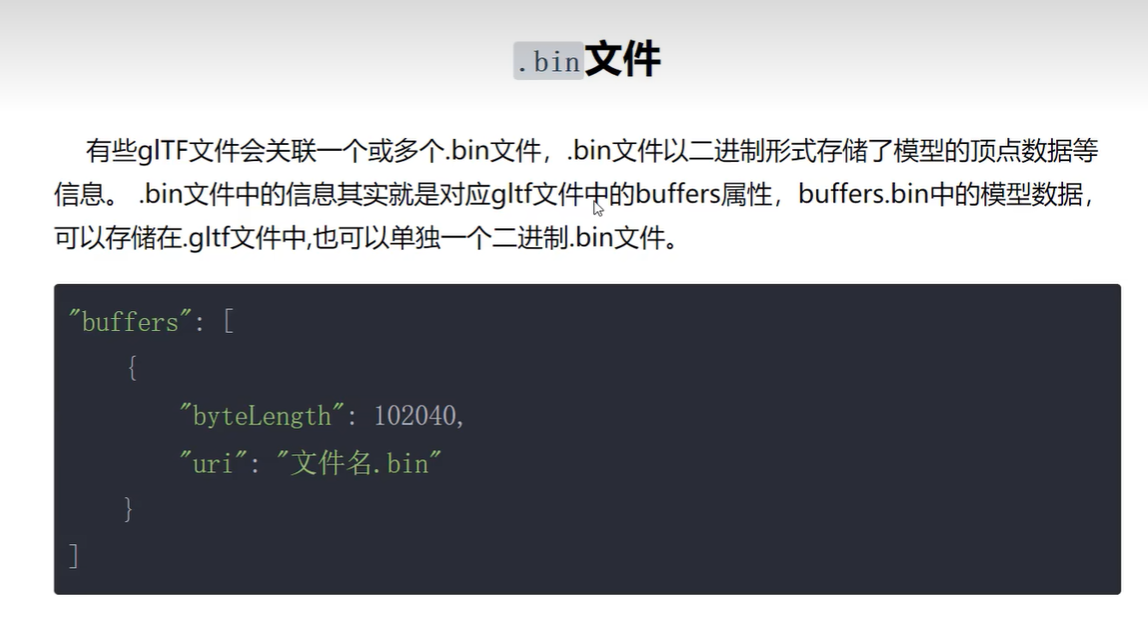 .bin文件
有些glTF文件会关联一个或多个.bin文件，.bin文件以二进制形式存储了模型的顶点数据等
信息。 .bin文件中的信息其实就是对应gltf文件中的buffers属性，buffers.bin中的模型数据，
可以存储在.gltf文件中,也可以单独一个二进制.bin文件。
"buffers": [
{
"byteLength": 102040,
"uri": "文件名.bin"
}
]